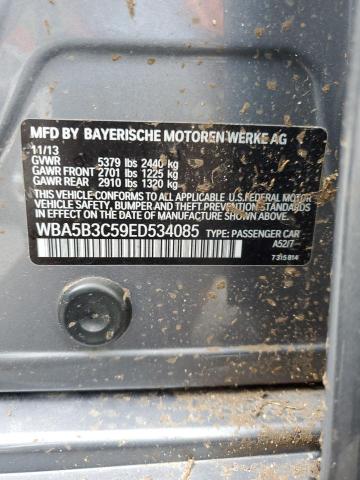 MFD BY BAYERISCHE MOTOREN WERKE AG
11/13
GVWR 5379 lbs 2440 kg
GAWR FRONT 2701 lbs 1225 kg
GAWR REAR 2910 lbs 1320 kg
THIS VEHICLE CONFORMS TO ALL APPLICABLE U.S. FEDERAL MOTOR
VEHICLE SAFETY, BUMPER, AND THEFT PREVENTION STANDARDS
IN EFFECT ON THE DATE OF MANUFACTURE SHOWN ABOVE.
WBA5B3C59ED534085 TYPE: PASSENGER CAR
A52/7
7315814